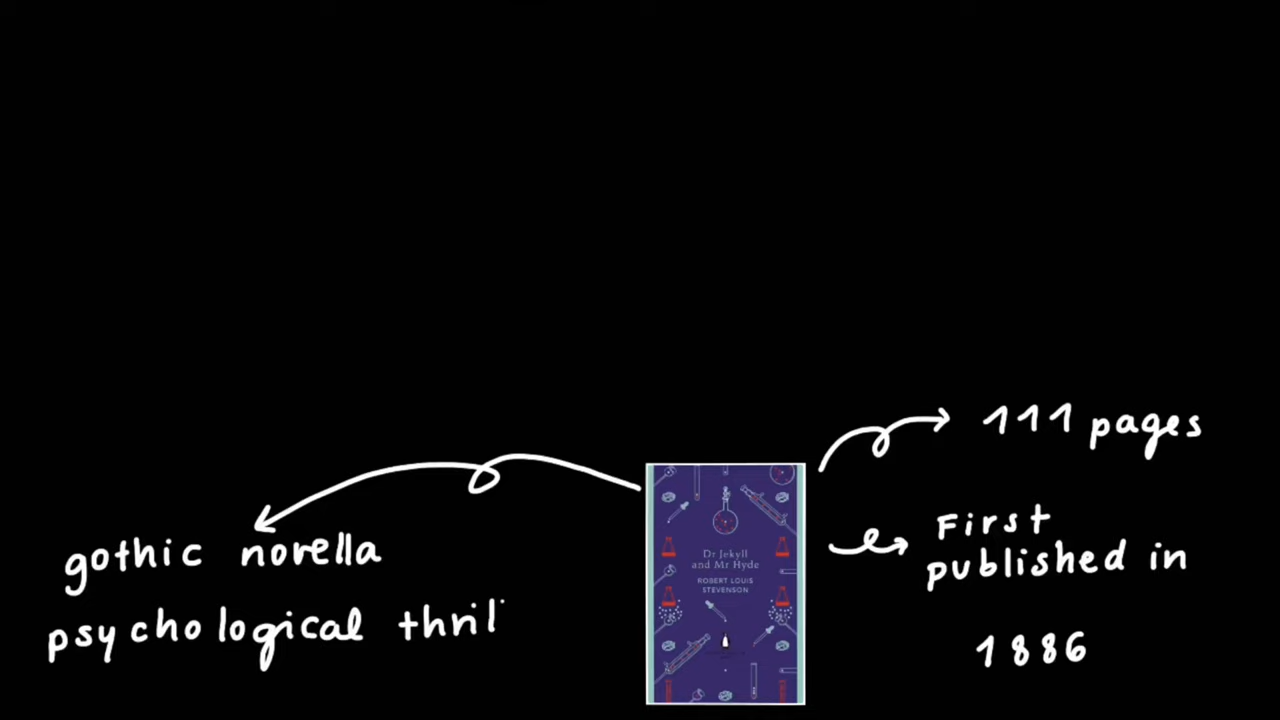 111 pages
gothic novella
psychological thril
Dr Jekyll
and Mr Hyde
ROBERT LOUIS
STEVENSON
First
published in
1886